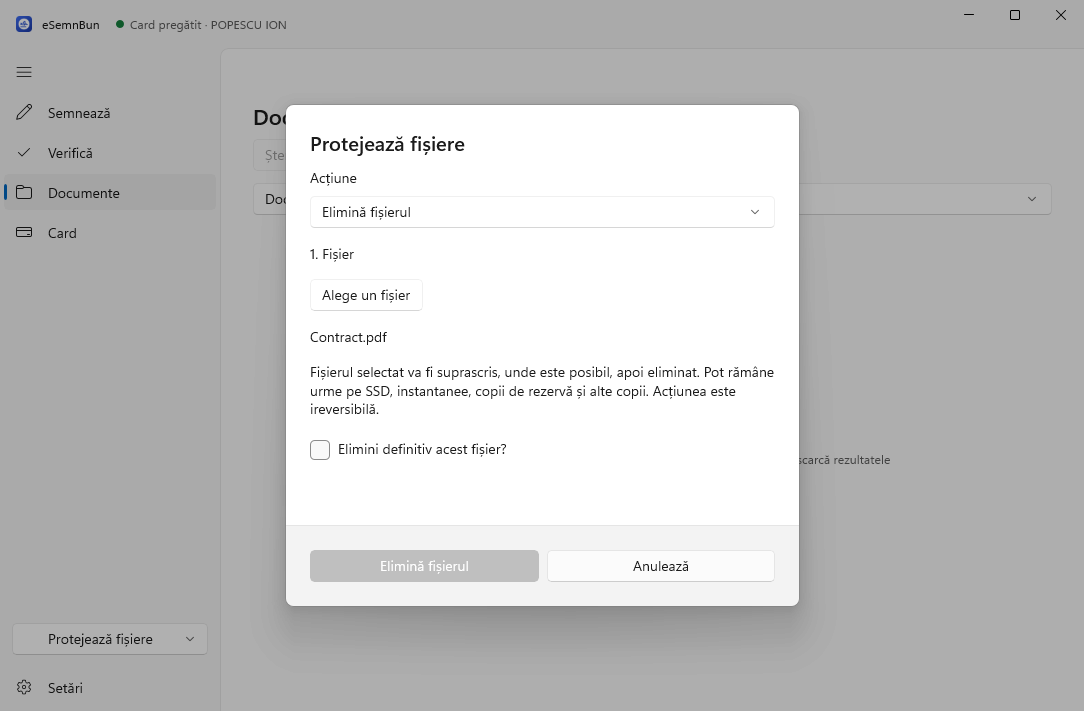 eSemnBun
Card pregătit · POPESCU ION
Semnează
Verifică
Documente
Card
Protejează fișiere
Acțiune
Elimină fișierul
1. Fișier
Alege un fișier
Contract.pdf
Fișierul selectat va fi suprascris, unde este posibil, apoi eliminat. Pot rămâne
urme pe SSD, instantanee, copii de rezervă și alte copii. Acțiunea este
ireversibilă.
Elimini definitiv acest fișier?
Elimină fișierul
Anulează
rezultatele
Protejează fișiere
Setări